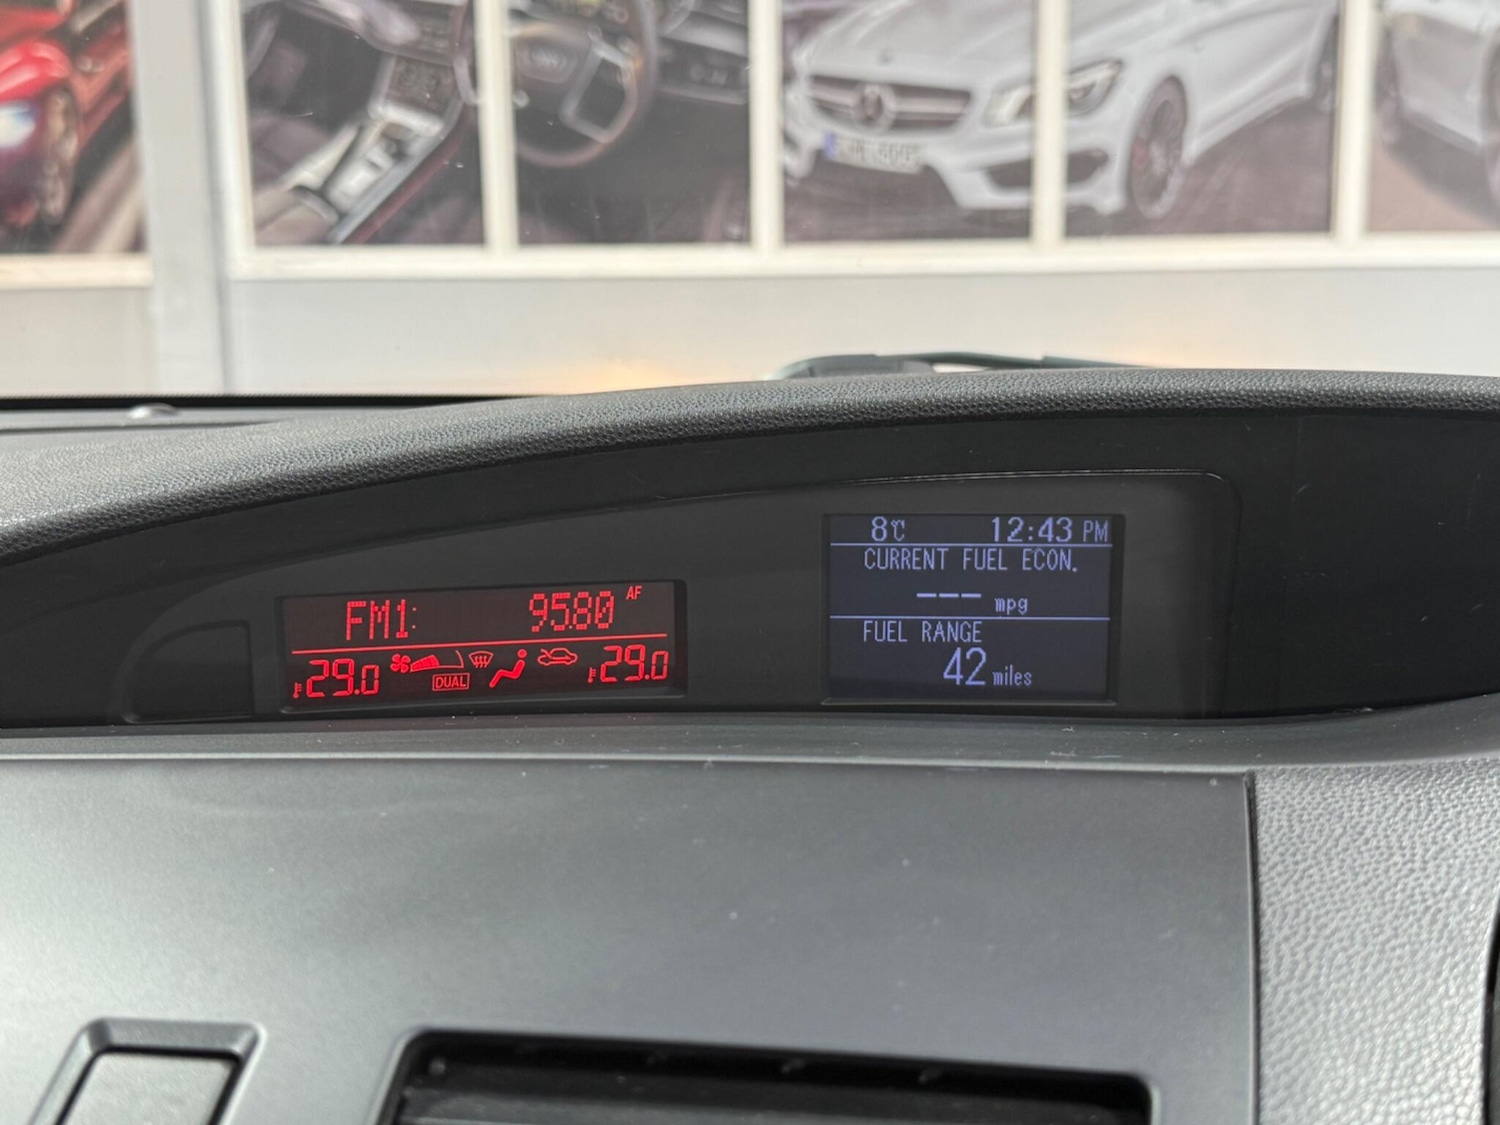 FM1: 95.80 AF
29.0 DUAL 29.0
8℃ 12:43 PM
CURRENT FUEL ECON.
--- mpg
FUEL RANGE
42 miles